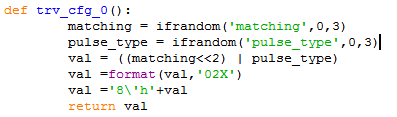 def trv_cfg_0():
        matching = ifrandom('matching',0,3)
        pulse_type = ifrandom('pulse_type',0,3)
        val = ((matching<<2) | pulse_type)
        val =format(val,'02X')
        val ='8\'h'+val
        return val